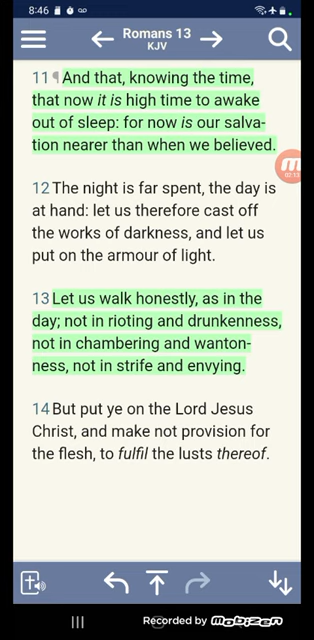 8:46
Romans 13
KJV
11 ¶ And that, knowing the time,
that now it is high time to awake
out of sleep: for now is our salva-
tion nearer than when we believed.
12 The night is far spent, the day is
at hand: let us therefore cast off
the works of darkness, and let us
put on the armour of light.
13 Let us walk honestly, as in the
day; not in rioting and drunkenness,
not in chambering and wanton-
ness, not in strife and envying.
14 But put ye on the Lord Jesus
Christ, and make not provision for
the flesh, to fulfil the lusts thereof.
Recorded by mobizen